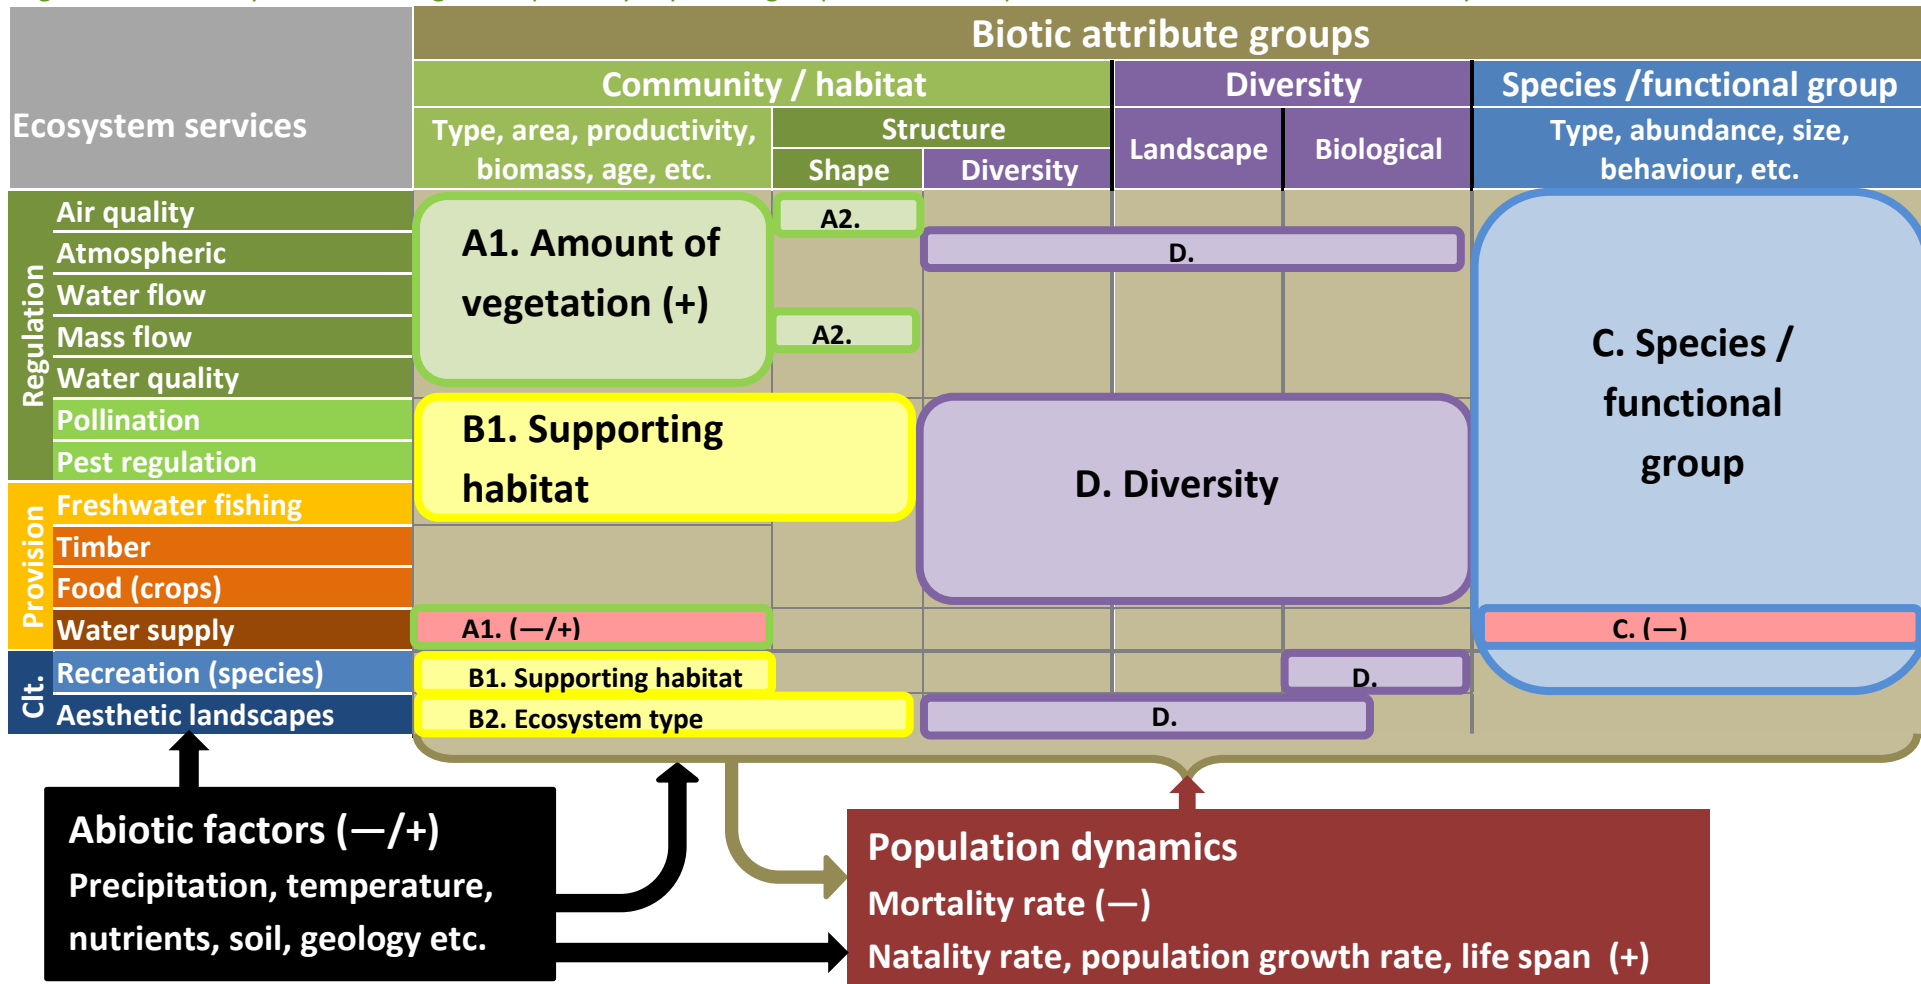 Biotic attribute groups
Ecosystem services
Community / habitat
Diversity
Species /functional group
Type, area, productivity,
biomass, age, etc.
Structure
Shape
Diversity
Landscape
Biological
Type, abundance, size,
behaviour, etc.
Regulation
Air quality
Atmospheric
Water flow
Mass flow
Water quality
Pollination
Pest regulation
Provision
Freshwater fishing
Timber
Food (crops)
Water supply
Clt.
Recreation (species)
Aesthetic landscapes
A1. Amount of
vegetation (+)
A2.
D.
A2.
B1. Supporting
habitat
D. Diversity
C. Species /
functional
group
A1. (—/+)
C. (—)
B1. Supporting habitat
D.
B2. Ecosystem type
D.
Abiotic factors (—/+)
Precipitation, temperature,
nutrients, soil, geology etc.
Population dynamics
Mortality rate (—)
Natality rate, population growth rate, life span (+)